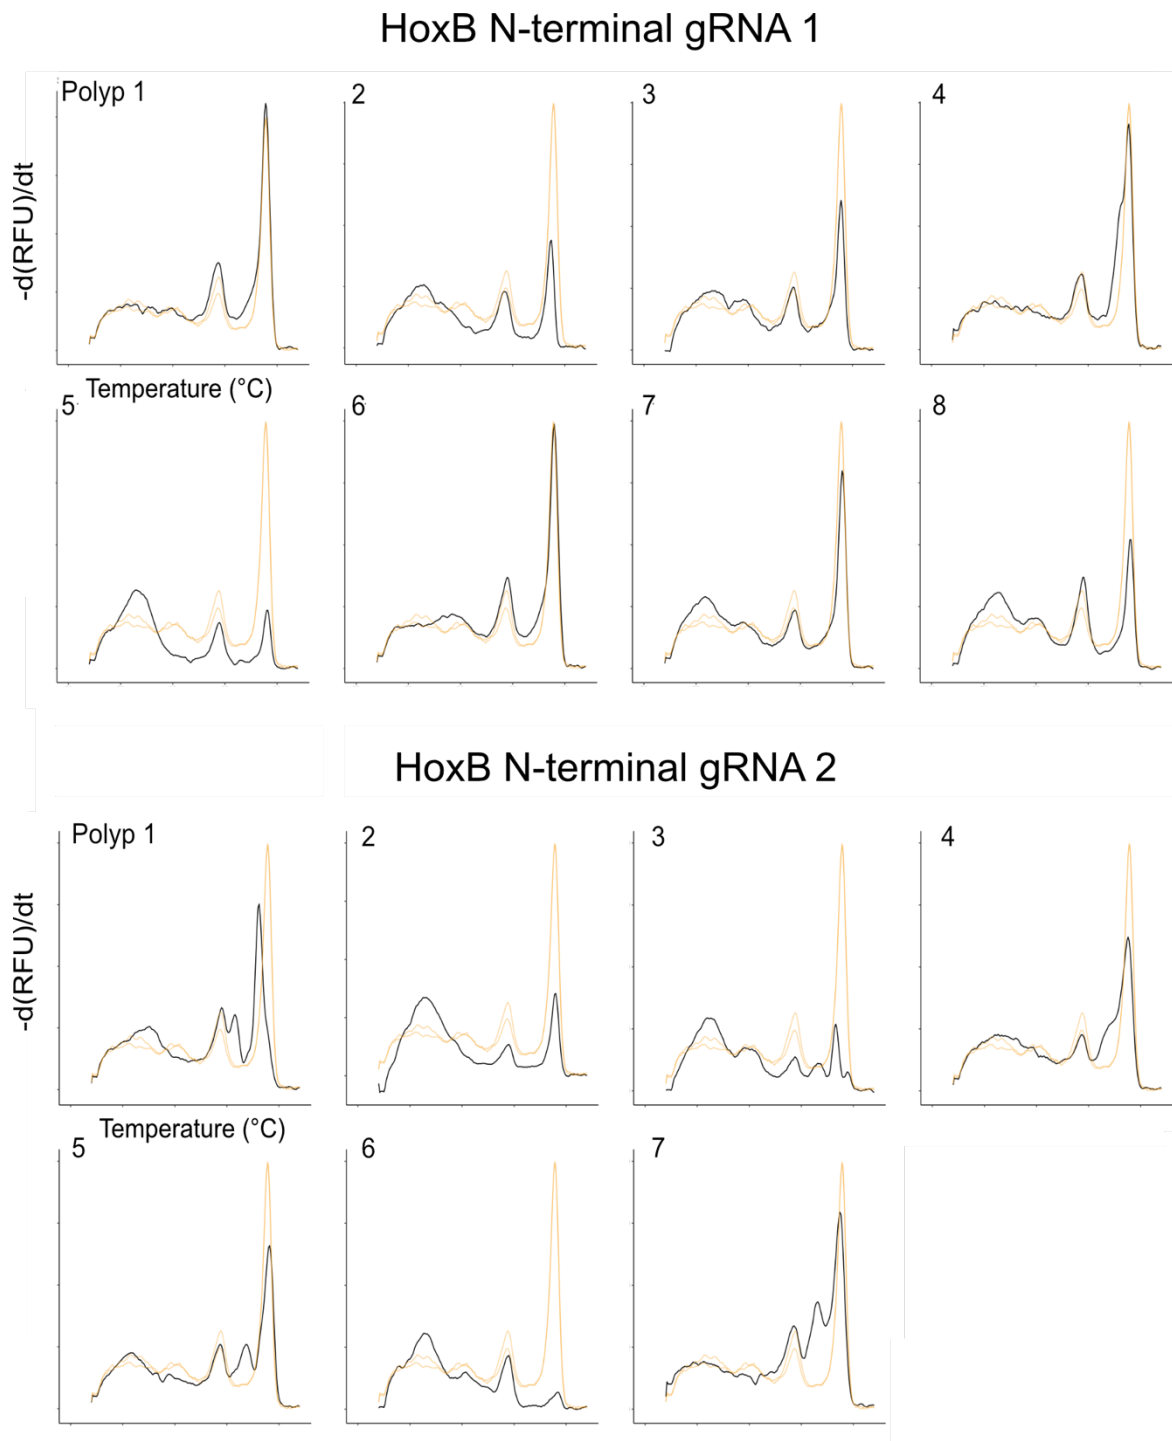 HoxB N-terminal gRNA 1
Polyp 1
2
3
4
-d(RFU)/dt
Temperature (°C)
5
6
7
8
HoxB N-terminal gRNA 2
Polyp 1
2
3
4
-d(RFU)/dt
Temperature (°C)
5
6
7